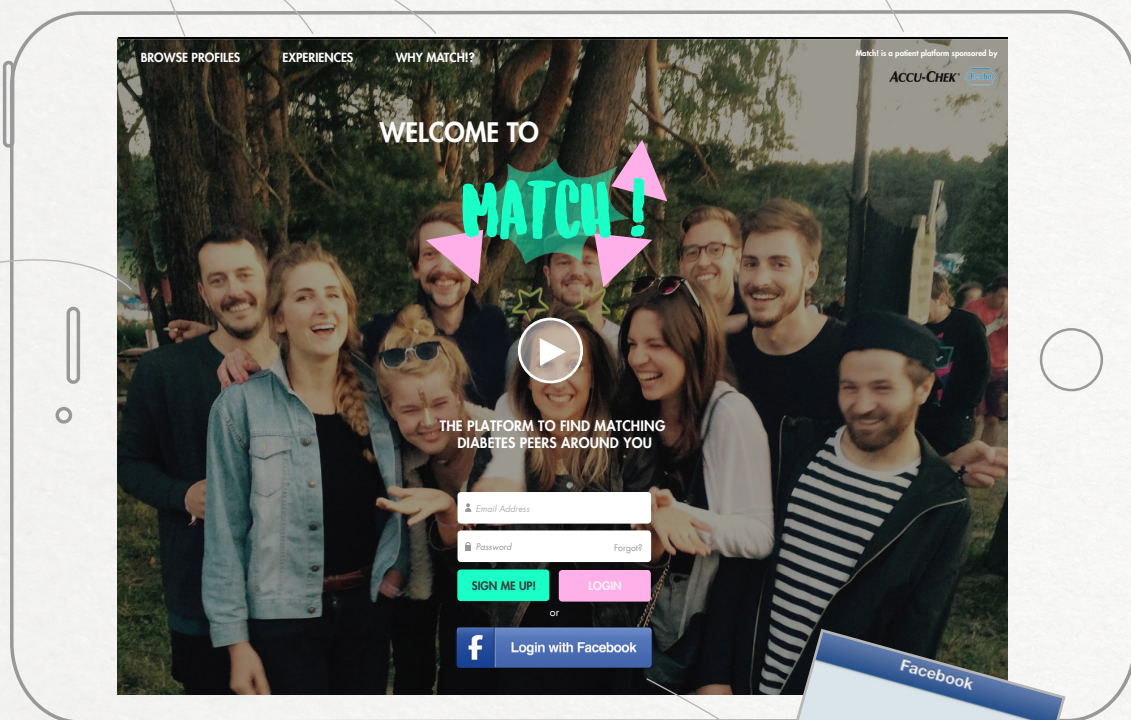 BROWSE PROFILES EXPERIENCES WHY MATCH!?
Match! is a patient platform sponsored by
ACCU-CHEK Roche
WELCOME TO
MATCH!
THE PLATFORM TO FIND MATCHING
DIABETES PEERS AROUND YOU
Email Address
Password Forgot?
SIGN ME UP! LOGIN
or
f Login with Facebook
Facebook